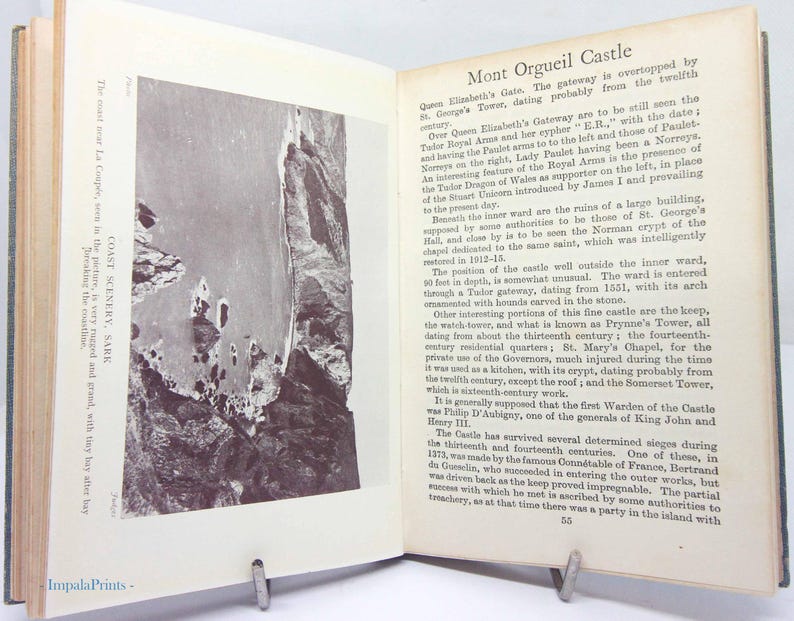 Photo
Judges
COAST SCENERY, SARK
The coast near La Coupée, seen in the picture, is very rugged and grand, with tiny bay after bay
breaking the coastline.
Mont Orgueil Castle
Queen Elizabeth's Gate. The gateway is overtopped by
St. George's Tower, dating probably from the twelfth
century.
Over Queen Elizabeth's Gateway are to be still seen the
Tudor Royal Arms and her cypher "E.R.," with the date;
and having the Paulet arms to to the left and those of Paulet-
Norreys on the right, Lady Paulet having been a Norreys.
An interesting feature of the Royal Arms is the presence of
the Tudor Dragon of Wales as supporter on the left, in place
of the Stuart Unicorn introduced by James I and prevailing
to the present day.
Beneath the inner ward are the ruins of a large building,
supposed by some authorities to be those of St. George's
Hall, and close by is to be seen the Norman crypt of the
chapel dedicated to the same saint, which was intelligently
restored in 1912-15.
The position of the castle well outside the inner ward,
90 feet in depth, is somewhat unusual. The ward is entered
through a Tudor gateway, dating from 1551, with its arch
ornamented with hounds carved in the stone.
Other interesting portions of this fine castle are the keep,
the watch-tower, and what is known as Prynne's Tower, all
dating from about the thirteenth century; the fourteenth-
century residential quarters; St. Mary's Chapel, for the
private use of the Governors, much injured during the time
it was used as a kitchen, with its crypt, dating probably from
the twelfth century, except the roof; and the Somerset Tower,
which is sixteenth-century work.
It is generally supposed that the first Warden of the Castle
was Philip D'Aubigny, one of the generals of King John and
Henry III.
The Castle has survived several determined sieges during
the thirteenth and fourteenth centuries. One of these, in
1373, was made by the famous Connétable of France, Bertrand
du Guesclin, who succeeded in entering the outer works, but
was driven back as the keep proved impregnable. The partial
success with which he met is ascribed by some authorities to
treachery, as at that time there was a party in the island with
55
- ImpalaPrints -